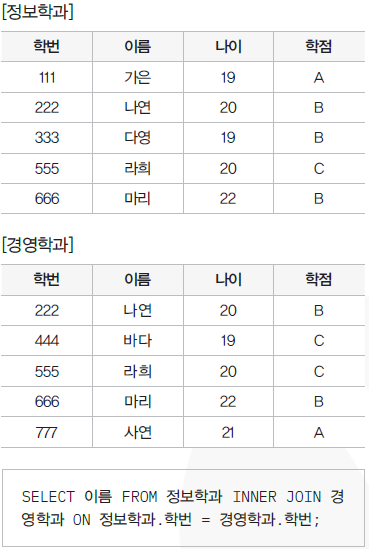 [정보학과]
학번 이름 나이 학점
111 가은 19 A
222 나연 20 B
333 다영 19 B
555 라희 20 C
666 마리 22 B
[경영학과]
학번 이름 나이 학점
222 나연 20 B
444 바다 19 C
555 라희 20 C
666 마리 22 B
777 사연 21 A
SELECT 이름 FROM 정보학과 INNER JOIN 경
영학과 ON 정보학과.학번 = 경영학과.학번;